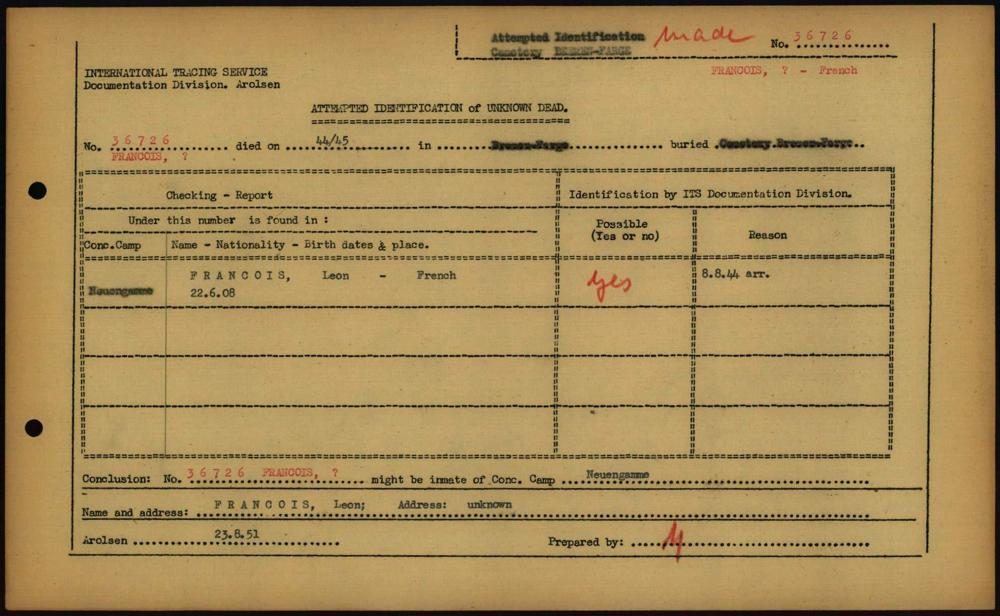 Attempted Identification made No. 36726
Cemetery BREMEN-FARGE
FRANCOIS, ? - French
INTERNATIONAL TRACING SERVICE
Documentation Division. Arolsen
ATTEMPTED IDENTIFICATION of UNKNOWN DEAD.
No. 36726 died on 44/45 in Bremen-Farge buried Cemetery Bremen-Farge
FRANCOIS, ?
Checking - Report
Identification by ITS Documentation Division.
Under this number is found in :
Possible
(Yes or no)
Reason
Conc.Camp Name - Nationality - Birth dates & place.
FRANCOIS, Leon - French
yes
8.8.44 arr.
Neuengamme 22.6.08
Conclusion: No. 36726 FRANCOIS, ? might be inmate of Conc. Camp Neuengamme
Name and address: FRANCOIS, Leon; Address: unknown
Arolsen 23.8.51 Prepared by: